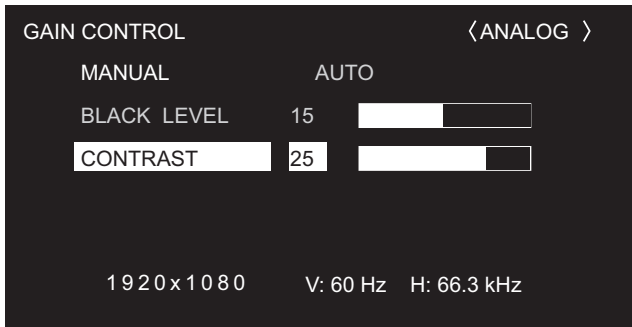 GAIN CONTROL 〈ANALOG 〉
MANUAL AUTO
BLACK LEVEL 15
CONTRAST 25
1920x1080 V: 60 Hz H: 66.3 kHz